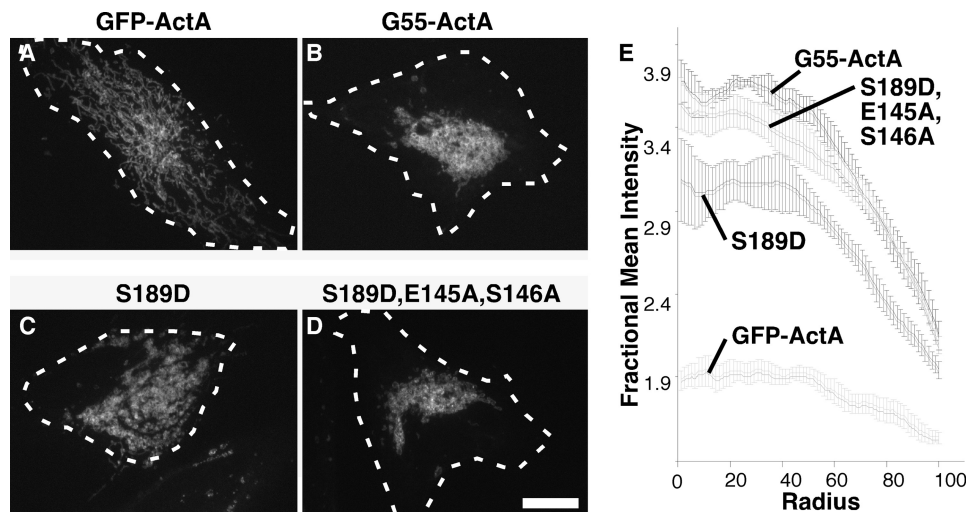 GFP-ActA
G55-ActA
A
B
S189D
S189D,E145A,S146A
C
D
E
G55-ActA
S189D,
E145A,
S146A
S189D
GFP-ActA
Fractional Mean Intensity
3.9
3.4
2.9
2.4
1.9
0 20 40 60 80 100
Radius